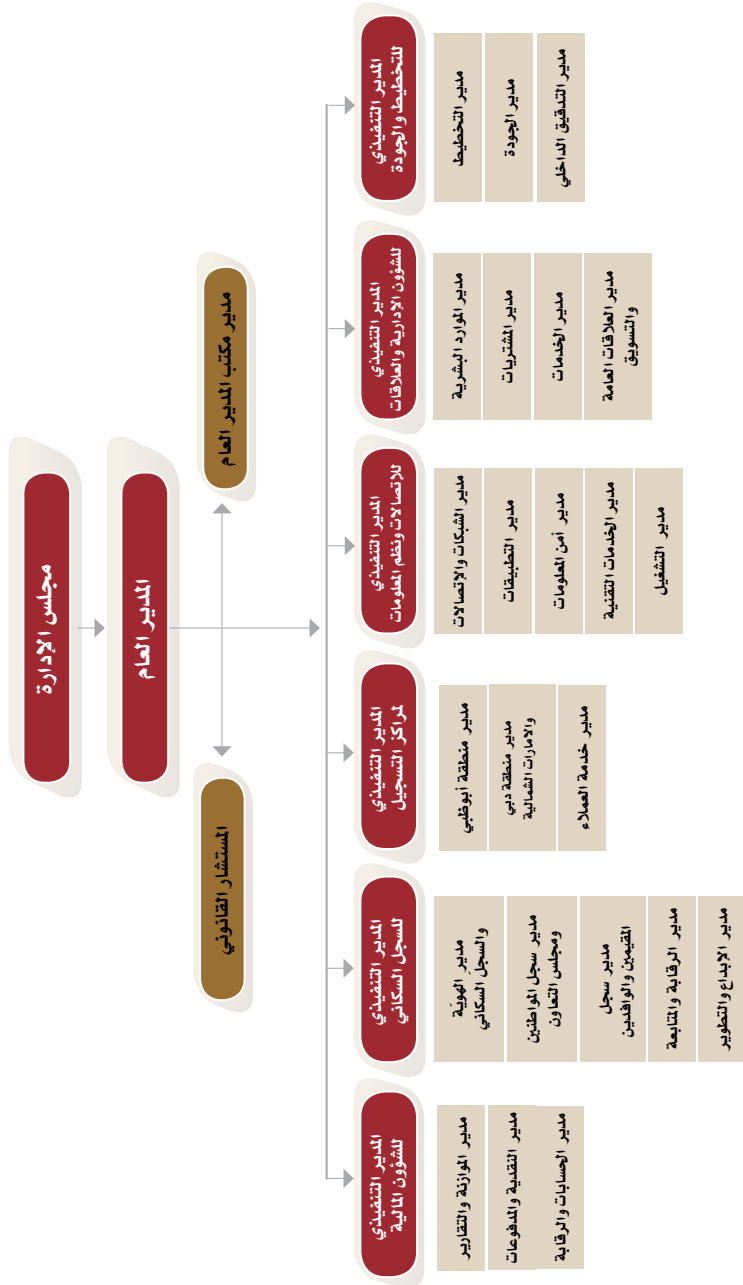 مجلس الإدارة
المدير العام
مدير مكتب المدير العام
المستشار القانوني
المدير التنفيذي
للتخطيط والجودة
مدير التخطيط
مدير الجودة
مدير التدقيق الداخلي
المدير التنفيذي
للشؤون الإدارية والعلاقات
مدير الموارد البشرية
مدير المشتريات
مدير الخدمات
مدير العلاقات العامة
والتسويق
المدير التنفيذي
للاتصالات ونظم المعلومات
مدير الشبكات والإتصالات
مدير التطبيقات
مدير أمن المعلومات
مدير الخدمات التقنية
مدير التشغيل
المدير التنفيذي
لمراكز التسجيل
مدير منطقة أبوظبي
مدير منطقة دبي
والامارات الشمالية
مدير خدمة العملاء
المدير التنفيذي
للسجل السكاني
مدير الهويّة
والسجل السكاني
مدير سجل المواطنين
ومجلس التعاون
مدير سجل
المقيمين والوافدين
مدير الرقابة والمتابعة
مدير الإبداع والتطوير
المدير التنفيذي
للشؤون المالية
مدير الموازنة والتقارير
مدير النقدية والمدفوعات
مدير الحسابات والرقابة